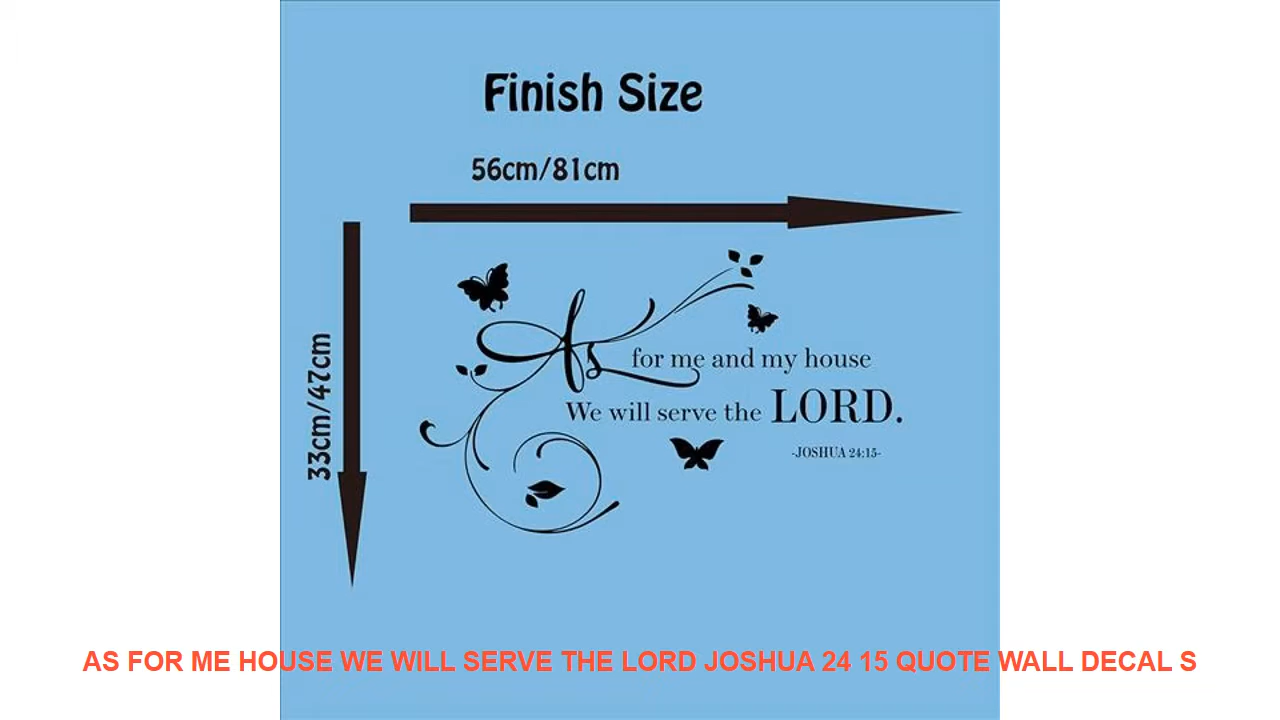 Finish Size
56cm/81cm
33cm/47cm
As for me and my house
We will serve the LORD.
-JOSHUA 24:15-
AS FOR ME HOUSE WE WILL SERVE THE LORD JOSHUA 24 15 QUOTE WALL DECAL S